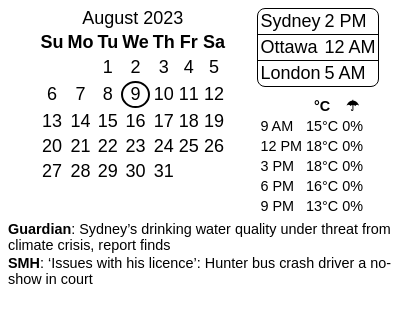 August 2023
Su Mo Tu We Th Fr Sa
1 2 3 4 5
6 7 8 9 10 11 12
13 14 15 16 17 18 19
20 21 22 23 24 25 26
27 28 29 30 31
Sydney 2 PM
Ottawa 12 AM
London 5 AM
°C ☂
9 AM 15°C 0%
12 PM 18°C 0%
3 PM 18°C 0%
6 PM 16°C 0%
9 PM 13°C 0%
Guardian: Sydney’s drinking water quality under threat from
climate crisis, report finds
SMH: ‘Issues with his licence’: Hunter bus crash driver a no-
show in court